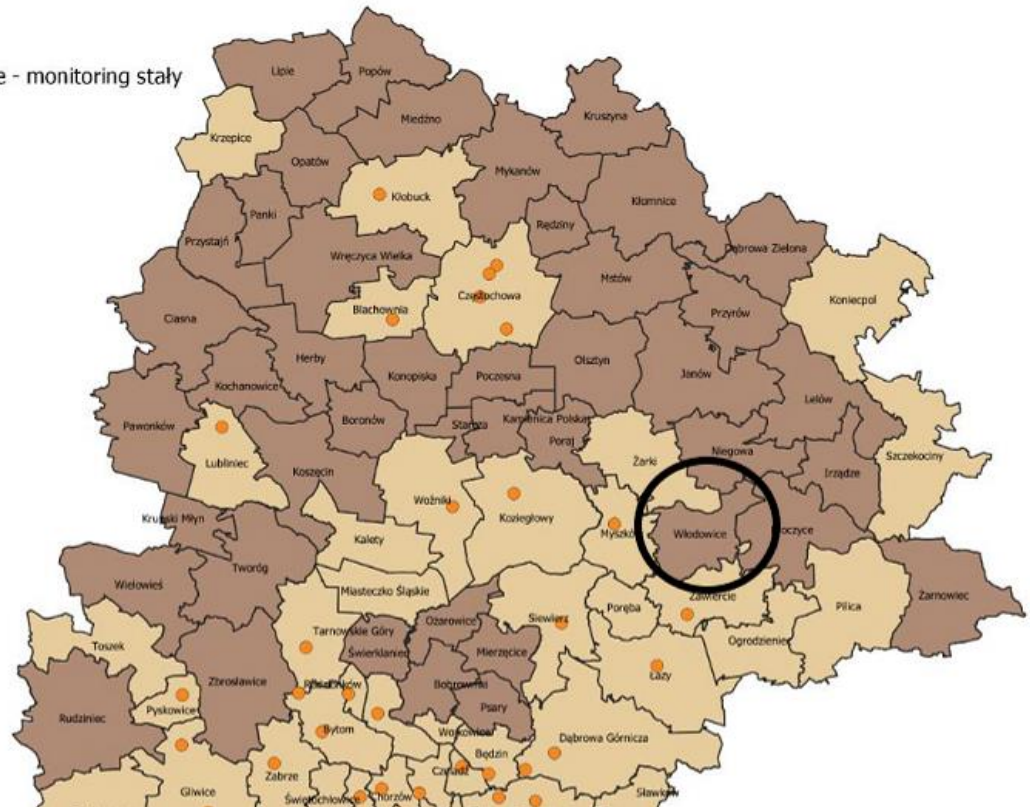 e - monitoring stały
Lipie
Popów
Miedźno
Kruszyna
Krzepice
Opatów
Mykanów
Kłobuck
Kłomnice
Panki
Rędziny
Przystajń
Dąbrowa Zielona
Wręczyca Wielka
Mstów
Częstochowa
Koniecpol
Blachownia
Przyrów
Ciasna
Herby
Olsztyn
Janów
Konopiska
Poczesna
Kochanowice
Lelów
Boronów
Kamienica Polska
Pawonków
Poraj
Niegowa
Szczekociny
Lubliniec
Żarki
Koszęcin
Irządze
Woźniki
Koziegłowy
Włodowice
Kalety
Tworóg
Wielowieś
Miasteczko Śląskie
Zawiercie
Poręba
Pilica
Żarnowiec
Siewierz
Ożarowice
Tarnowskie Góry
Ogrodzieniec
Toszek
Świerklaniec
Mierzęcice
Łazy
Zbrosławice
Bobrowniki
Pyskowice
Psary
Rudziniec
Bytom
Wojkowice
Dąbrowa Górnicza
Będzin
Czeladź
Zabrze
Gliwice
Świętochłowice
Chorzów
Sławków